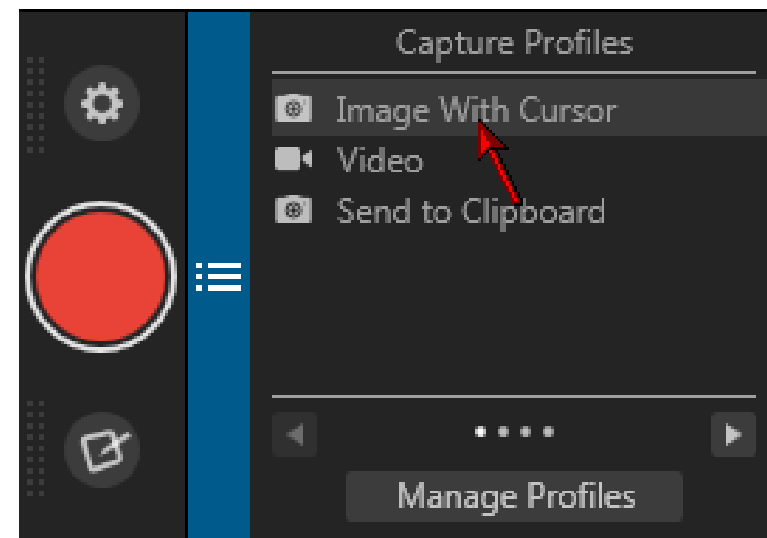 Capture Profiles
Image With Cursor
Video
Send to Clipboard
Manage Profiles